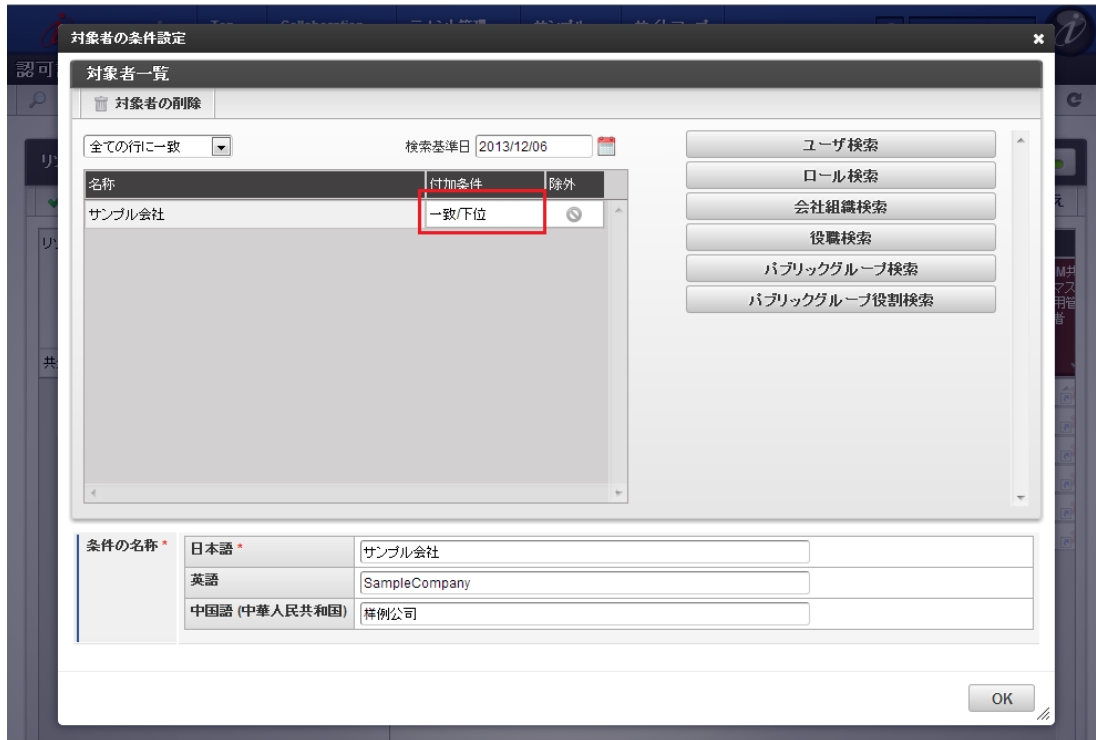 対象者の条件設定
対象者一覧
対象者の削除
全ての行に一致
検索基準日 2013/12/06
名称 付加条件 除外
サンプル会社 一致/下位
ユーザ検索
ロール検索
会社組織検索
役職検索
パブリックグループ検索
パブリックグループ役割検索
条件の名称 *
日本語 * サンプル会社
英語 SampleCompany
中国語 (中華人民共和国) 样例公司
OK
認可
リソ
共
え